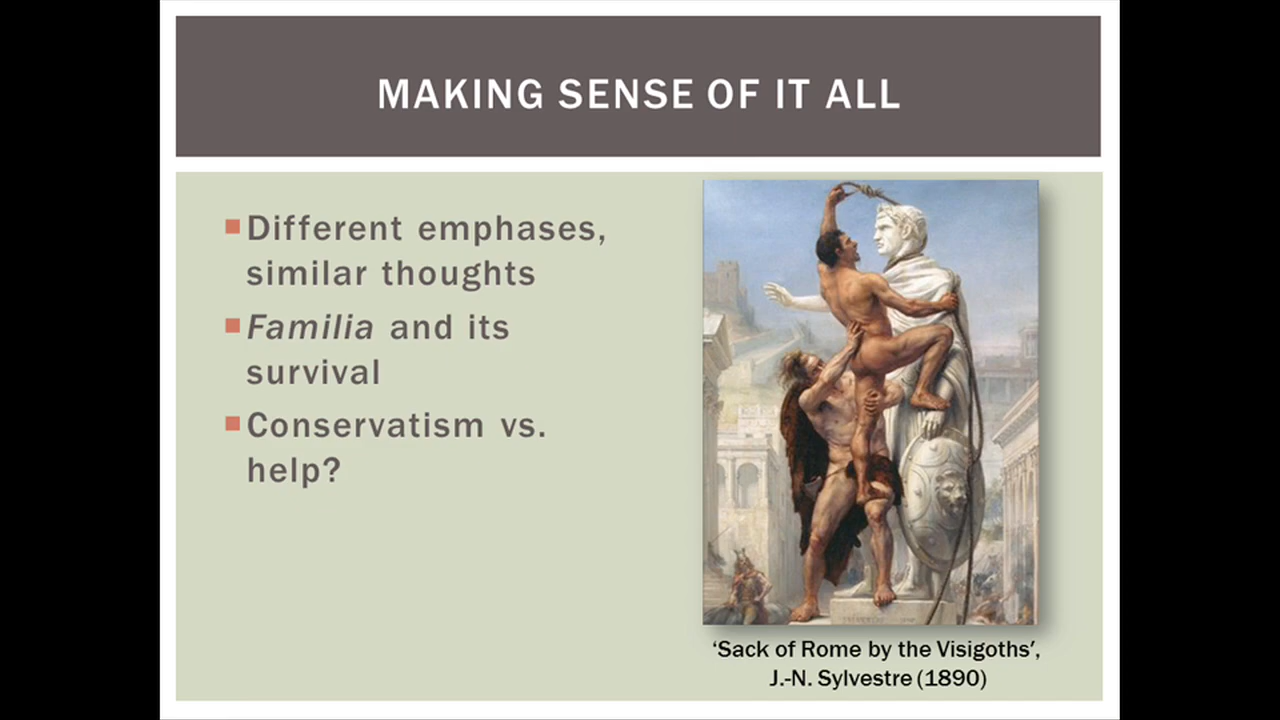 MAKING SENSE OF IT ALL
Different emphases,
similar thoughts
Familia and its
survival
Conservatism vs.
help?
‘Sack of Rome by the Visigoths’,
J.-N. Sylvestre (1890)